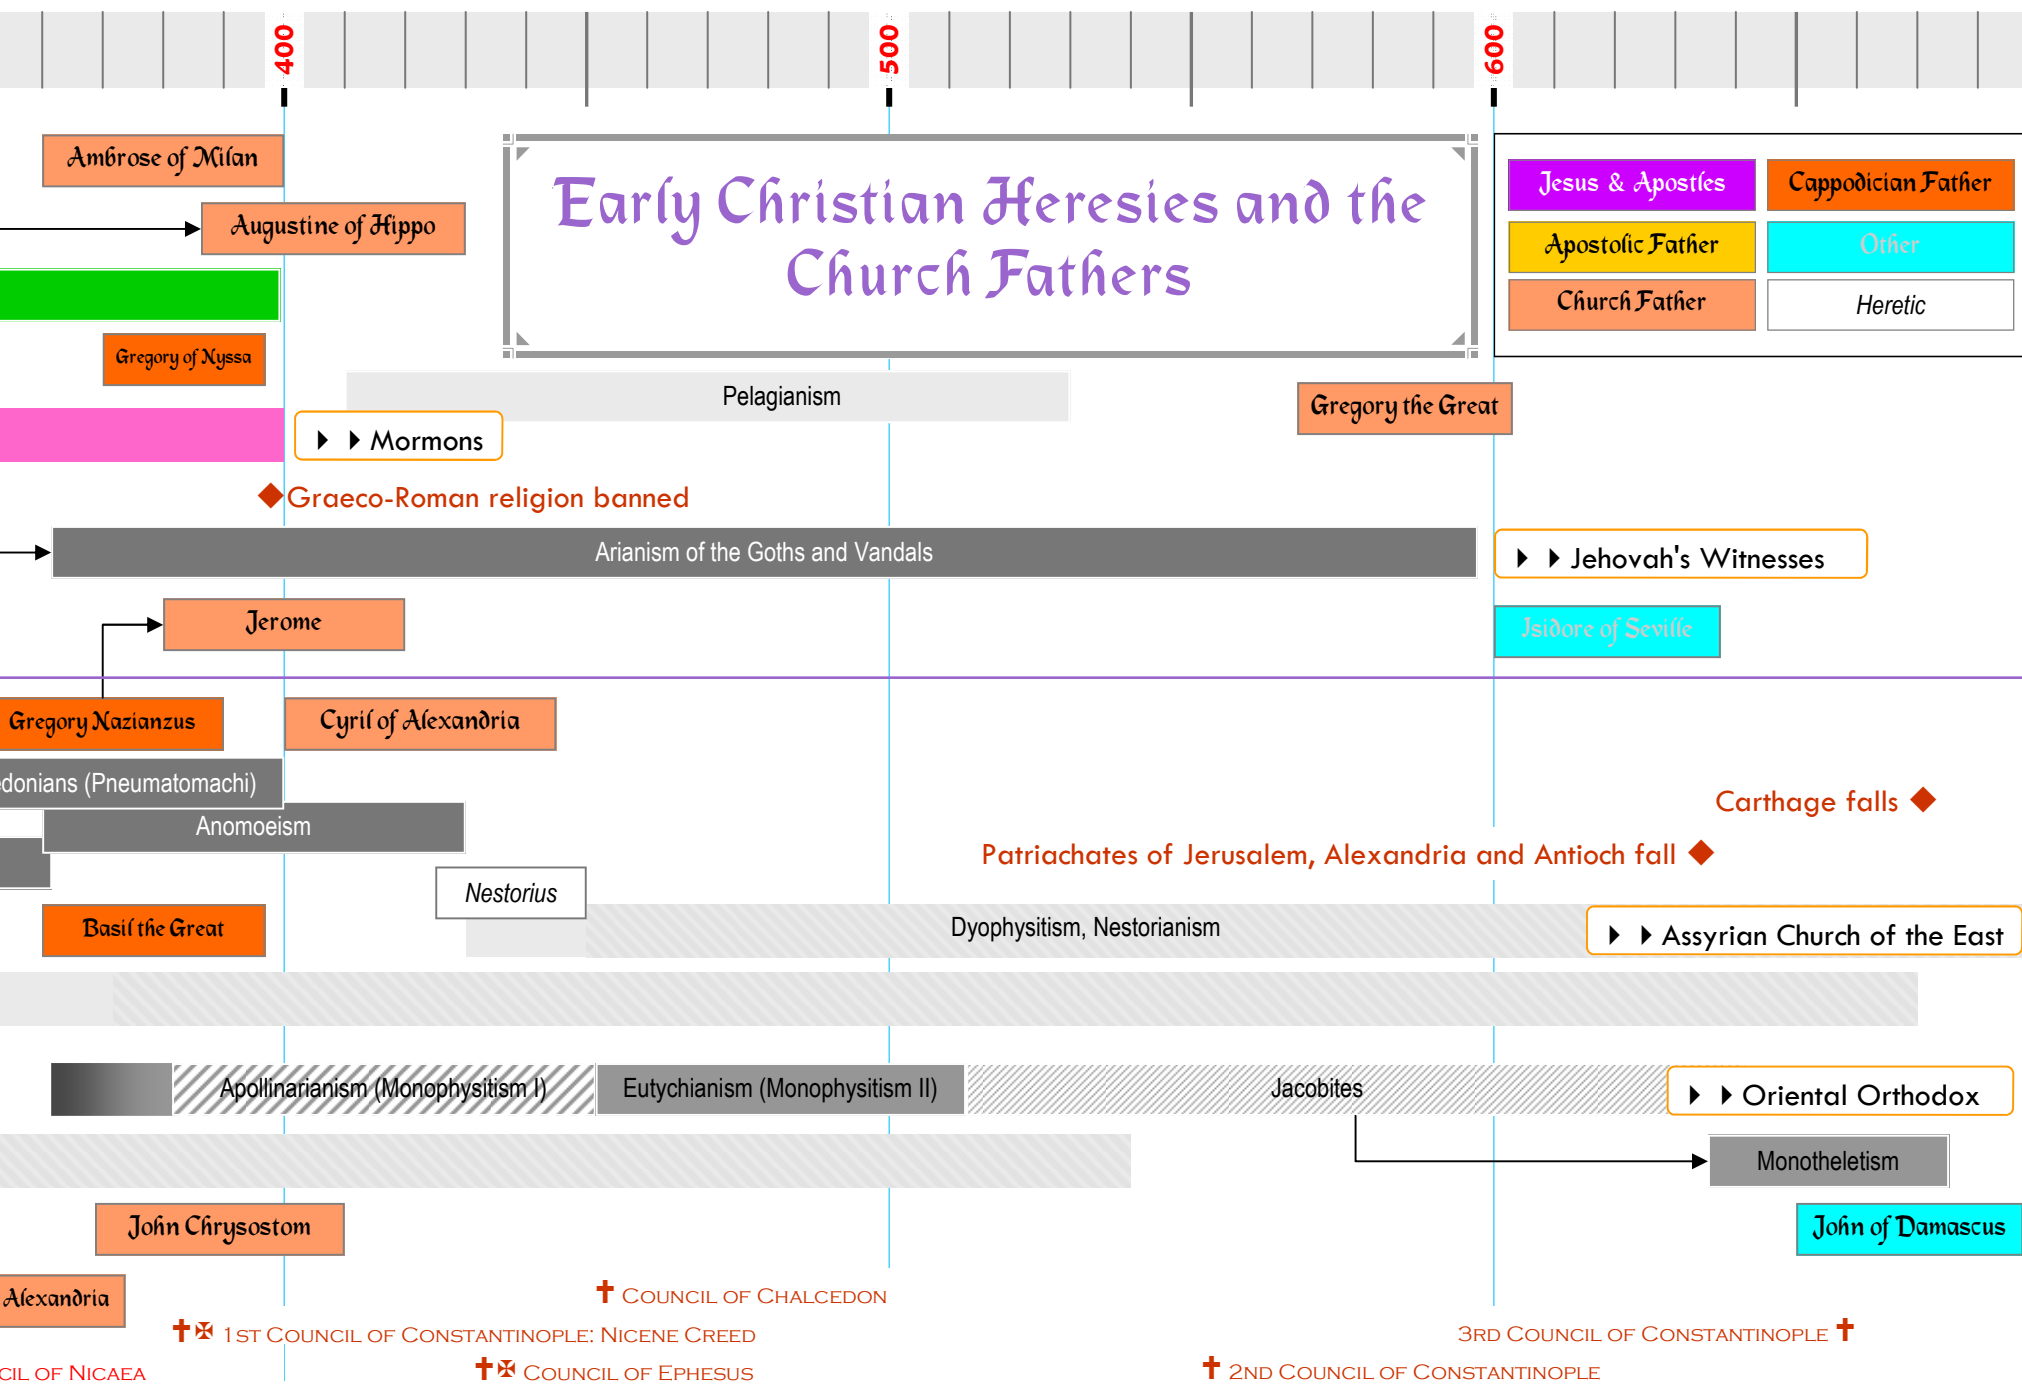 400
500
600
Ambrose of Milan
Early Christian Heresies and the
Church Fathers
Jesus & Apostles
Cappodician Father
Augustine of Hippo
Apostolic Father
Other
Church Father
Heretic
Gregory of Nyssa
Pelagianism
Gregory the Great
Mormons
Graeco-Roman religion banned
Arianism of the Goths and Vandals
Jehovah's Witnesses
Jerome
Isidore of Seville
Gregory Nazianzus
Cyril of Alexandria
edonians (Pneumatomachi)
Carthage falls
Anomoeism
Patriachates of Jerusalem, Alexandria and Antioch fall
Nestorius
Basil the Great
Dyophysitism, Nestorianism
Assyrian Church of the East
Apollinarianism (Monophysitism I)
Eutychianism (Monophysitism II)
Jacobites
Oriental Orthodox
Monotheletism
John Chrysostom
John of Damascus
Alexandria
Council of Chalcedon
1st Council of Constantinople: Nicene Creed
3rd Council of Constantinople
cil of Nicaea
Council of Ephesus
2nd Council of Constantinople